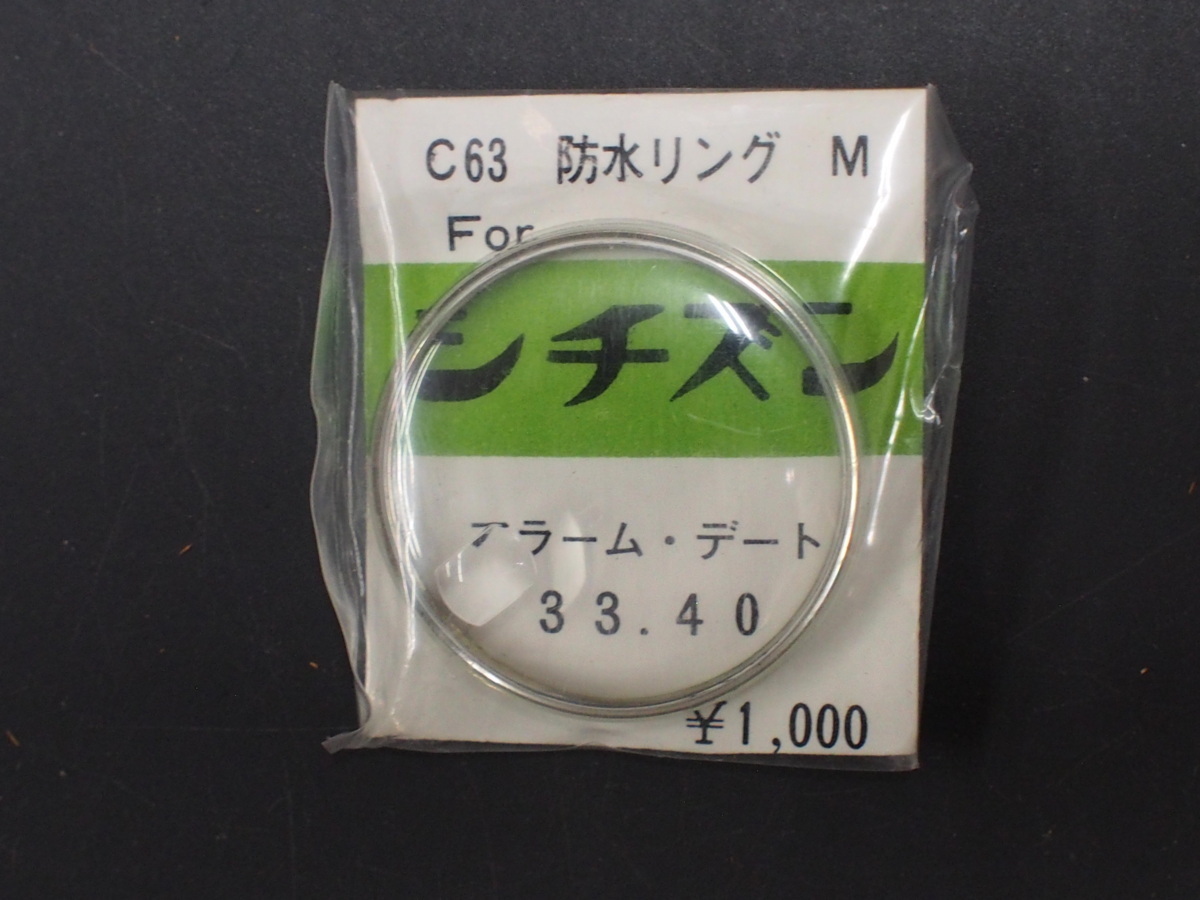 C63 防水リング M
For
シチズン
アラーム・デート
33.40
¥1,000